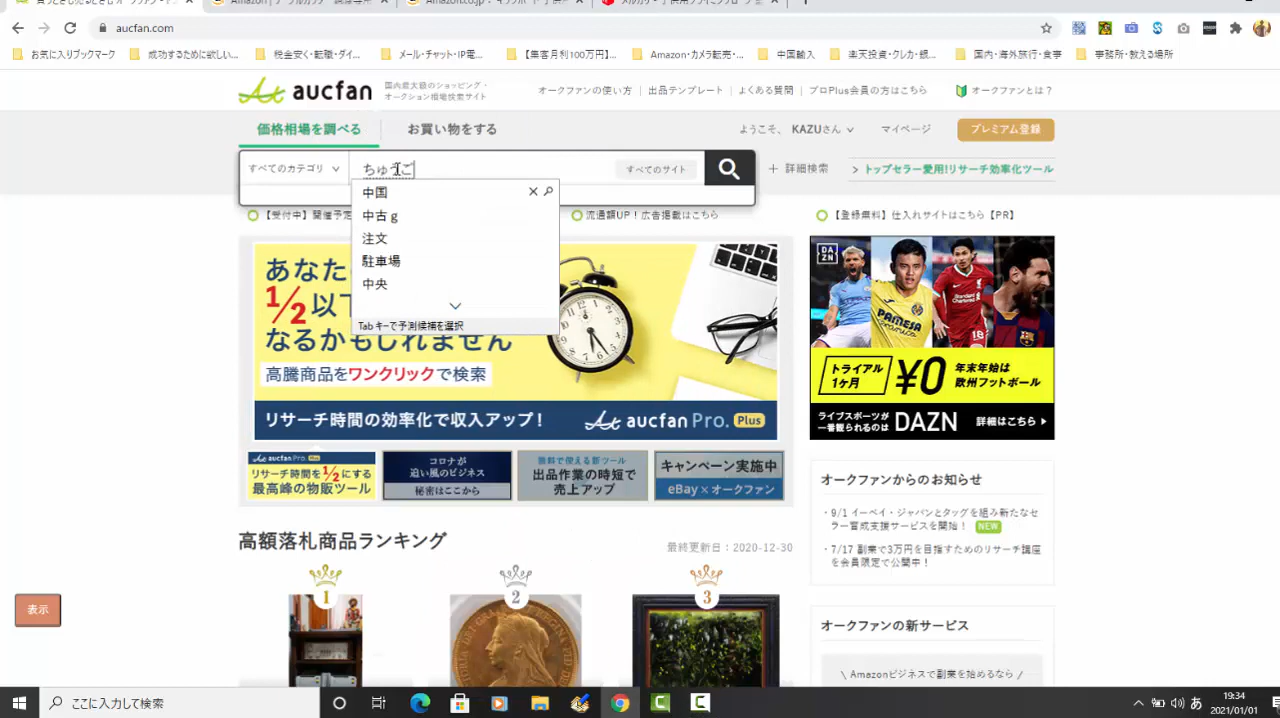 aucfan.com
お気に入りブックマーク
成功するために欲しい...
税金安く・転職・ダイ...
メール・チャット・IP電...
【集客月利100万円】...
Amazon・カメラ転売・...
中国輸入
楽天投資・クレカ・銀...
国内・海外旅行・食事
事務所・教える場所
aucfan
国内最大級のショッピング・
オークション相場検索サイト
オークファンの使い方
出品テンプレート
よくある質問
プロPlus会員の方はこちら
オークファンとは？
価格相場を調べる
お買い物をする
ようこそ、 KAZUさん
マイページ
プレミアム登録
すべてのカテゴリ
ちゅうご
すべてのサイト
＋ 詳細検索
> トップセラー愛用!リサーチ効率化ツール
中国
中古ｇ
注文
駐車場
中央
Tab キーで予測候補を選択
流通額UP！広告掲載はこちら
【登録無料】仕入れサイトはこちら【PR】
あなた
1/2 以
なるかもしれません
高騰商品をワンクリックで検索
リサーチ時間の効率化で収入アップ！
aucfan Pro. Plus
DAZN
PAMESA
CERÁMICA
トライアル
1ヶ月
¥0
年末年始は
欧州フットボール
ライブスポーツが
一番観られるのは
DAZN
詳細はこちら
aucfan Pro. Plus
リサーチ時間を1/2にする
最高峰の物販ツール
コロナが
追い風のビジネス
秘密はここから
無料で使える新ツール
出品作業の時短で
売上アップ
キャンペーン実施中
eBay×オークファン
オークファンからのお知らせ
・9/1 イーベイ・ジャパンとタッグを組み新たなセ
ラー育成支援サービスを開始！ NEW
・7/17 副業で3万円を目指すためのリサーチ講座
を会員限定で公開中！
高額落札商品ランキング
最終更新日：2020-12-30
1
2
3
表示
オークファンの新サービス
\ Amazonビジネスで副業を始めるなら /
ここに入力して検索
あ
19:34
2021/01/01